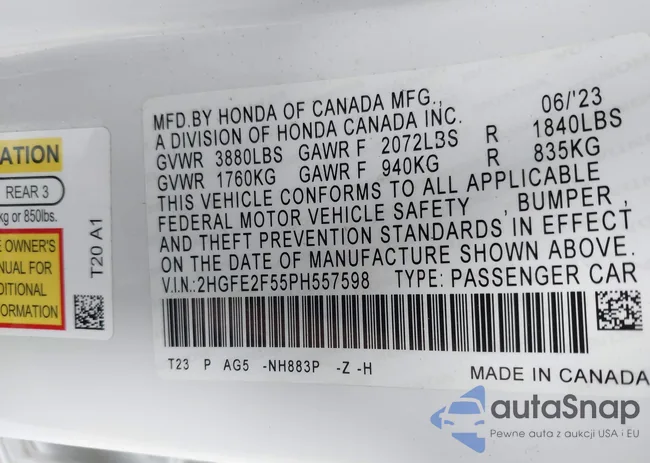 MFD.BY HONDA OF CANADA MFG., 06/'23
A DIVISION OF HONDA CANADA INC.
GVWR 3880LBS GAWR F 2072LBS R 1840LBS
GVWR 1760KG GAWR F 940KG R 835KG
THIS VEHICLE CONFORMS TO ALL APPLICABLE
FEDERAL MOTOR VEHICLE SAFETY , BUMPER ,
AND THEFT PREVENTION STANDARDS IN EFFECT
ON THE DATE OF MANUFACTURE SHOWN ABOVE.
V.I.N.:2HGFE2F55PH557598 TYPE: PASSENGER CAR
T23 P AG5 -NH883P -Z -H
MADE IN CANADA
ATION
REAR 3
kg or 850lbs.
E OWNER'S
NUAL FOR
DITIONAL
FORMATION
T20 A1
autaSnap
Pewne auta z aukcji USA i EU